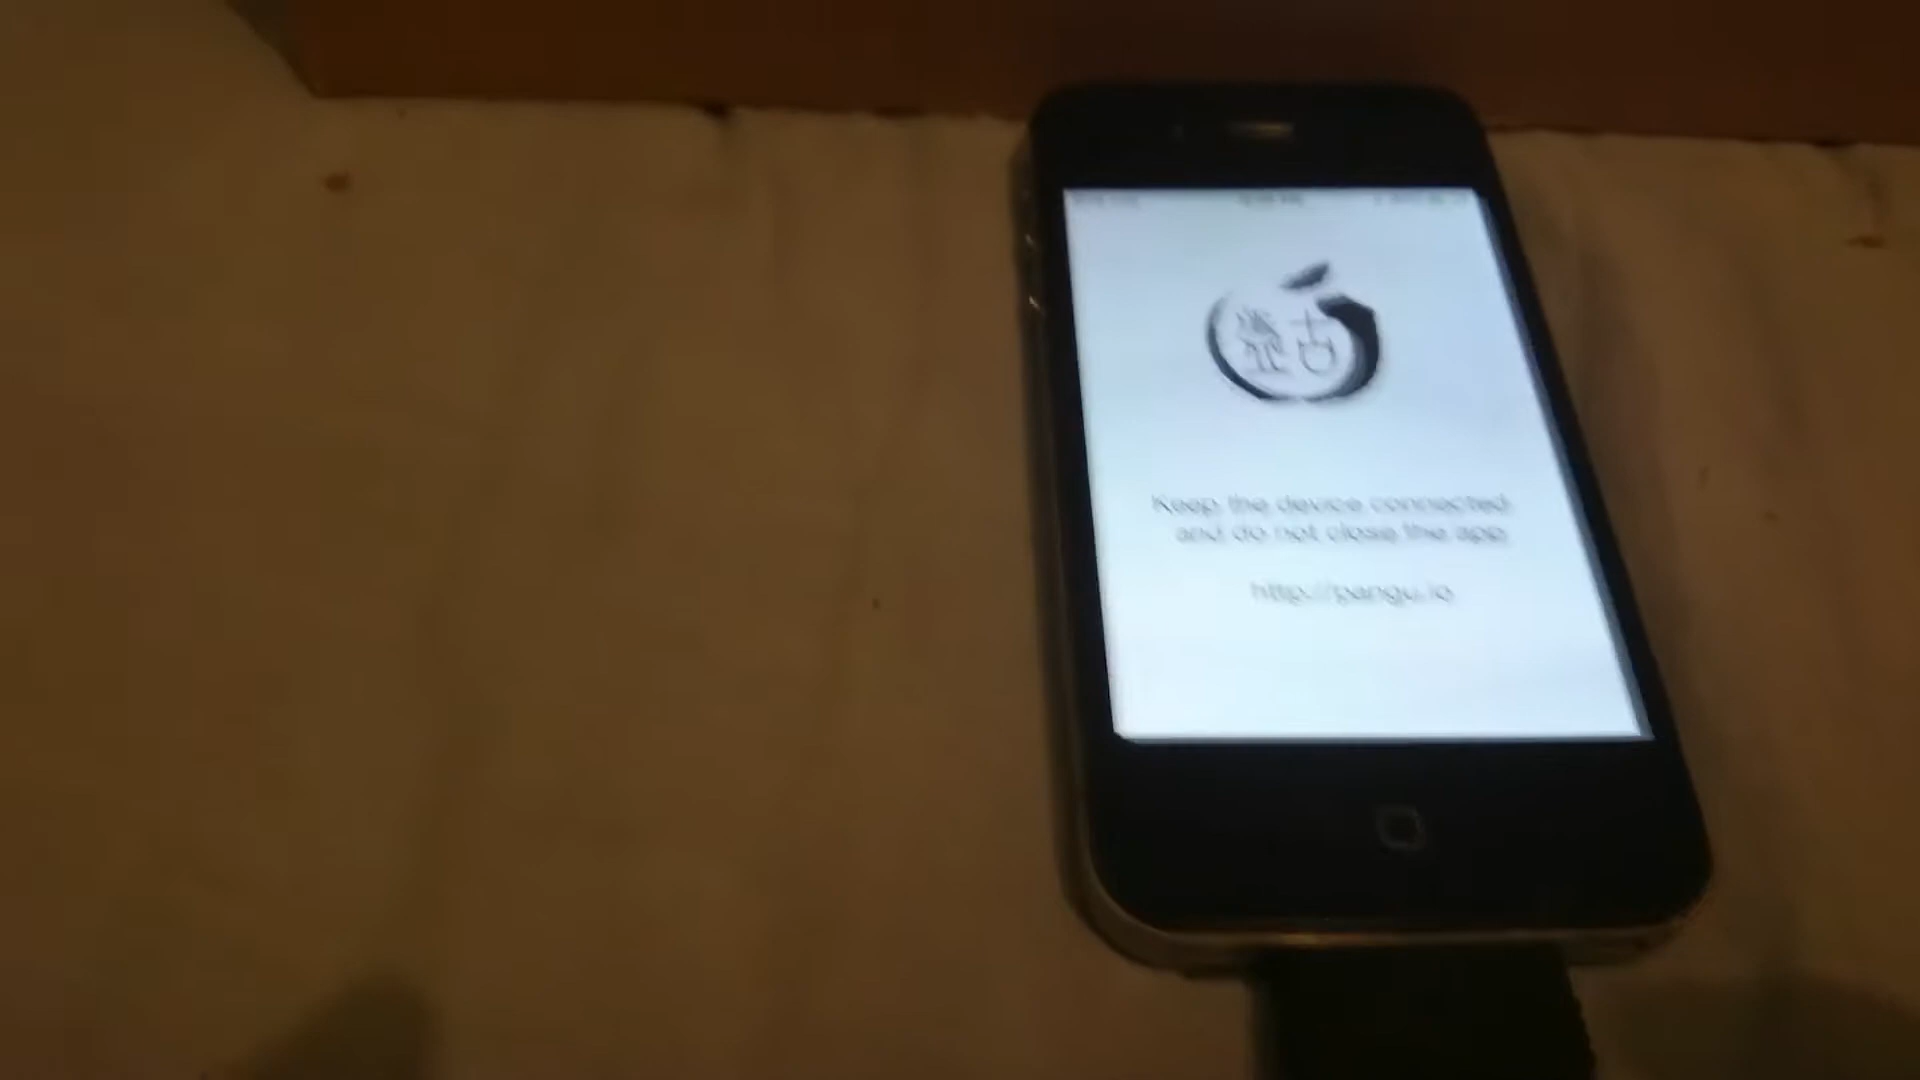 盘古
Keep the device connected
and do not close the app
http://pangu.io